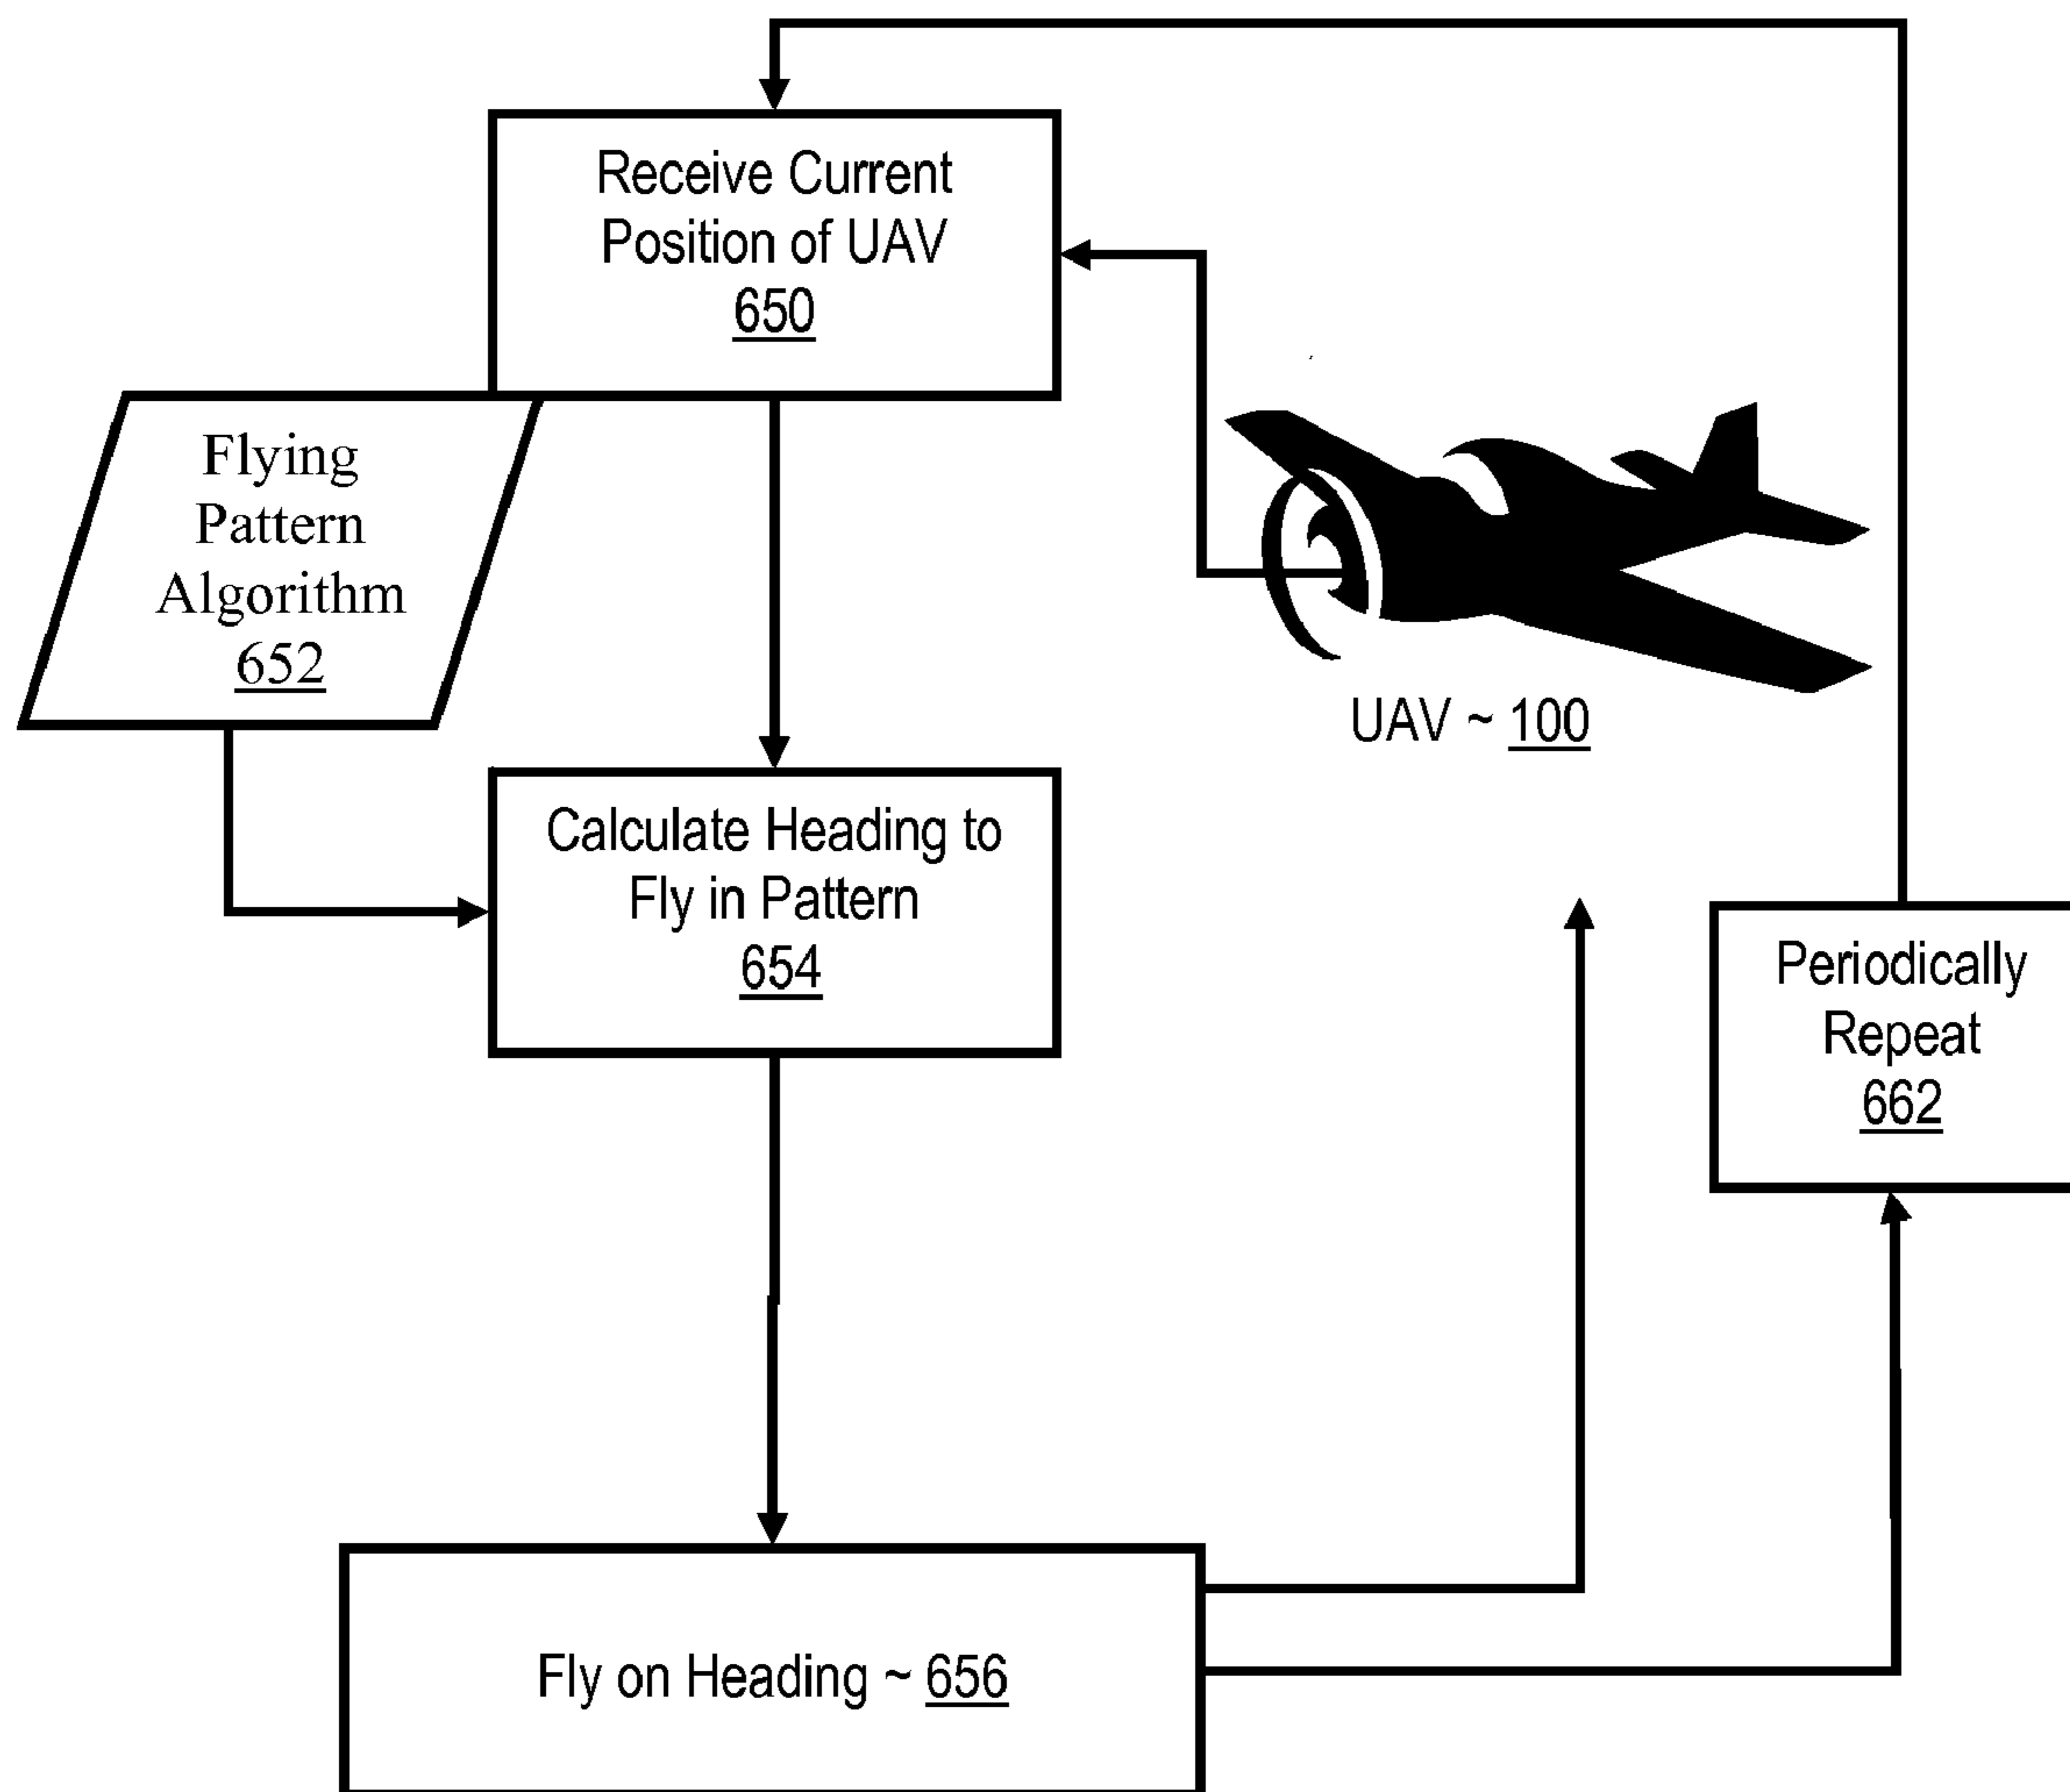 Receive Current
Position of UAV
650
Flying
Pattern
Algorithm
652
UAV ~ 100
Calculate Heading to
Fly in Pattern
654
Periodically
Repeat
662
Fly on Heading ~ 656